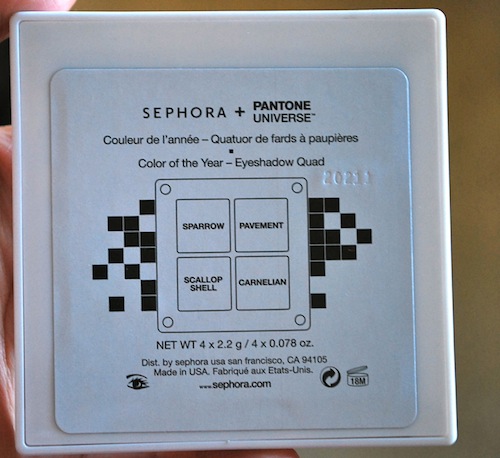 SEPHORA + PANTONE UNIVERSE™
Couleur de l'année – Quatuor de fards à paupières
Color of the Year – Eyeshadow Quad
20211
SPARROW
PAVEMENT
SCALLOP
SHELL
CARNELIAN
NET WT 4 x 2.2 g / 4 x 0.078 oz.
Dist. by sephora usa san francisco, CA 94105
Made in USA. Fabriqué aux Etats-Unis.
www.sephora.com
18M